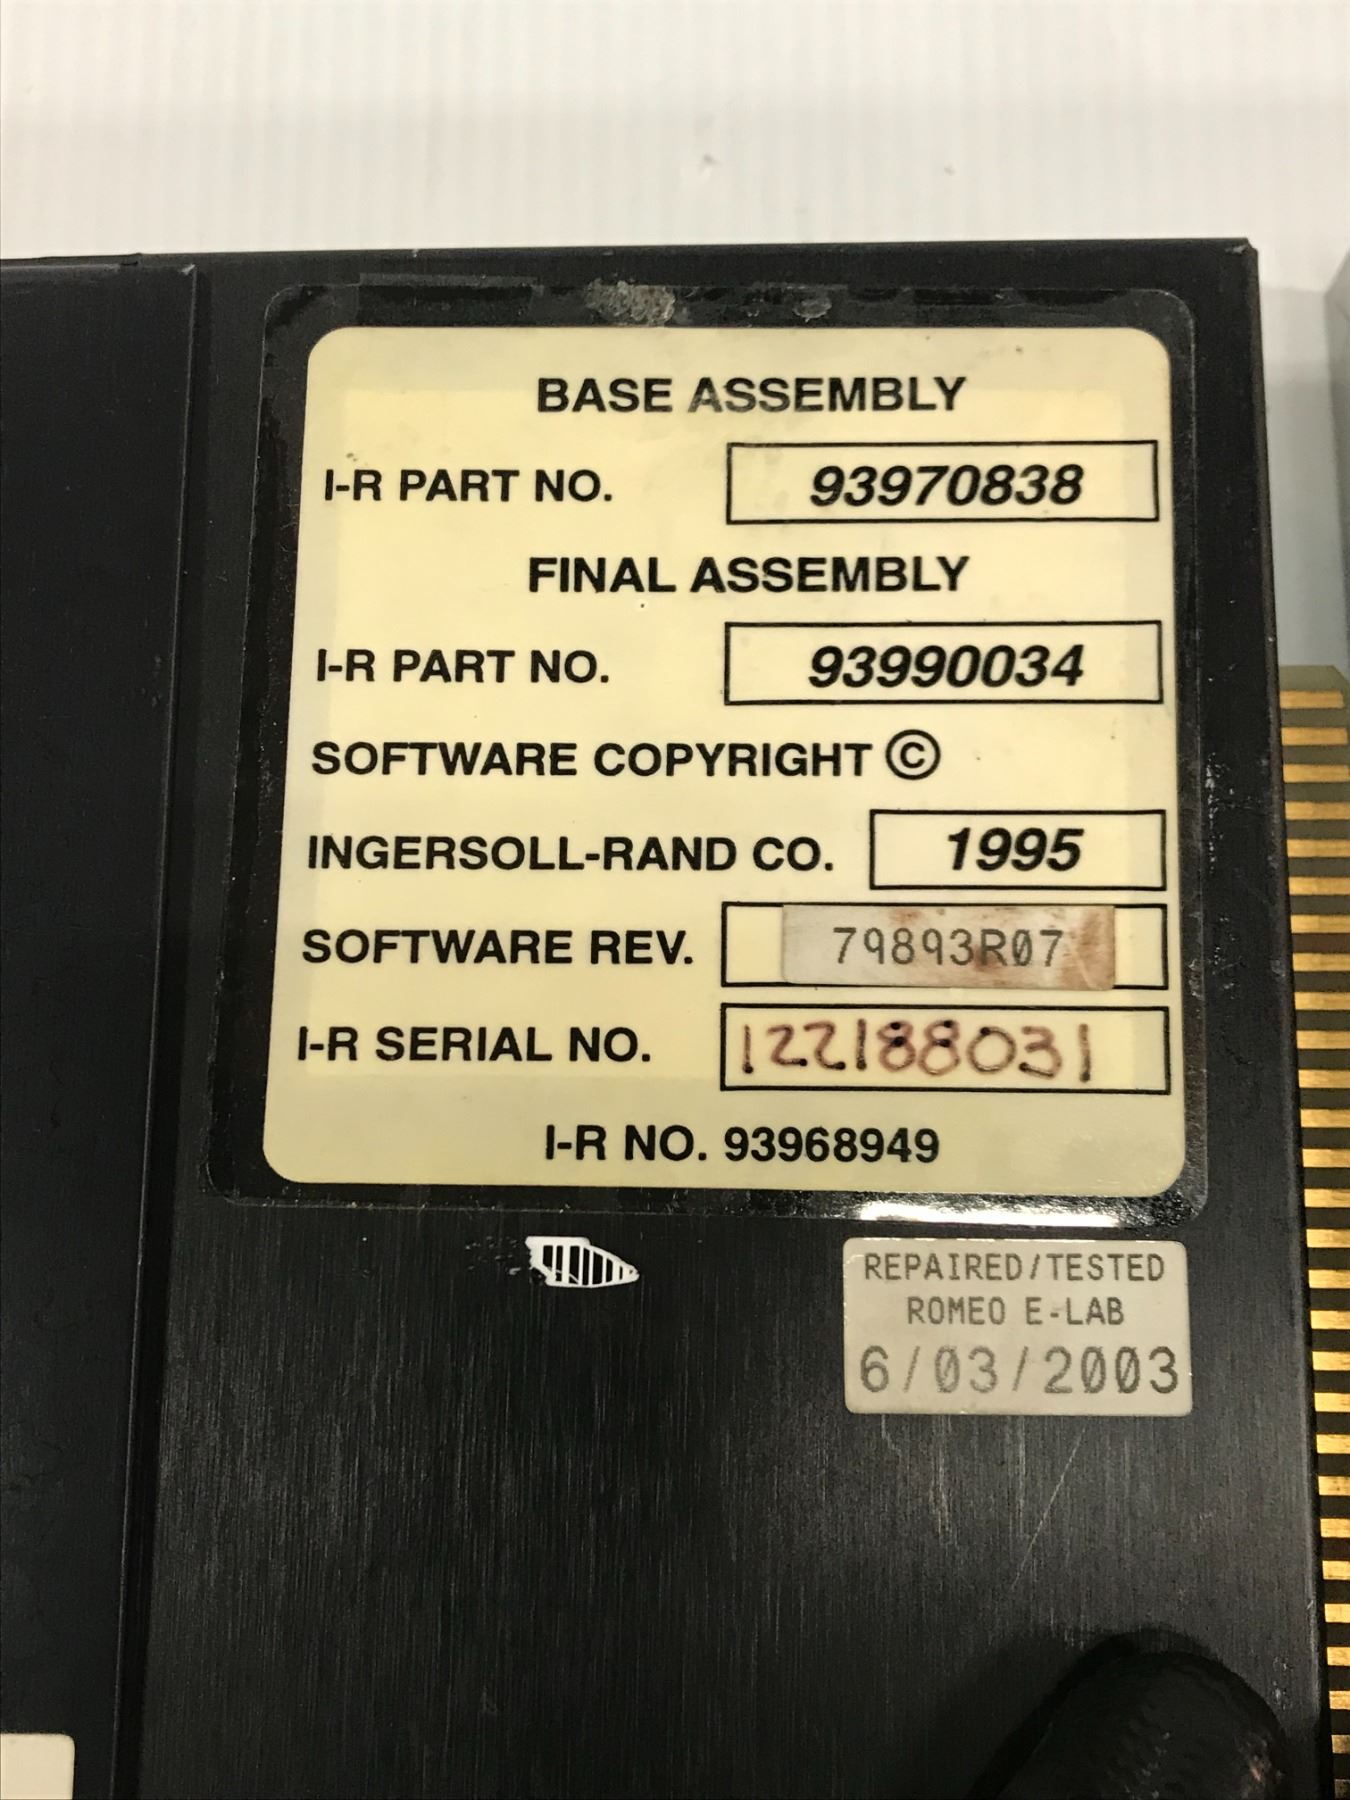 BASE ASSEMBLY
I-R PART NO. 93970838
FINAL ASSEMBLY
I-R PART NO. 93990034
SOFTWARE COPYRIGHT ©
INGERSOLL-RAND CO. 1995
SOFTWARE REV. 79893R07
I-R SERIAL NO. 122188031
I-R NO. 93968949
REPAIRED/TESTED
ROMEO E-LAB
6/03/2003